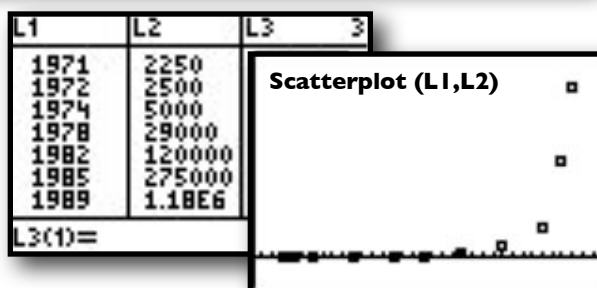 L1 L2 L3 3
1971 2250
1972 2500
1974 5000
1978 29000
1982 120000
1985 275000
1989 1.18E6
L3(1)=
Scatterplot (L1,L2)